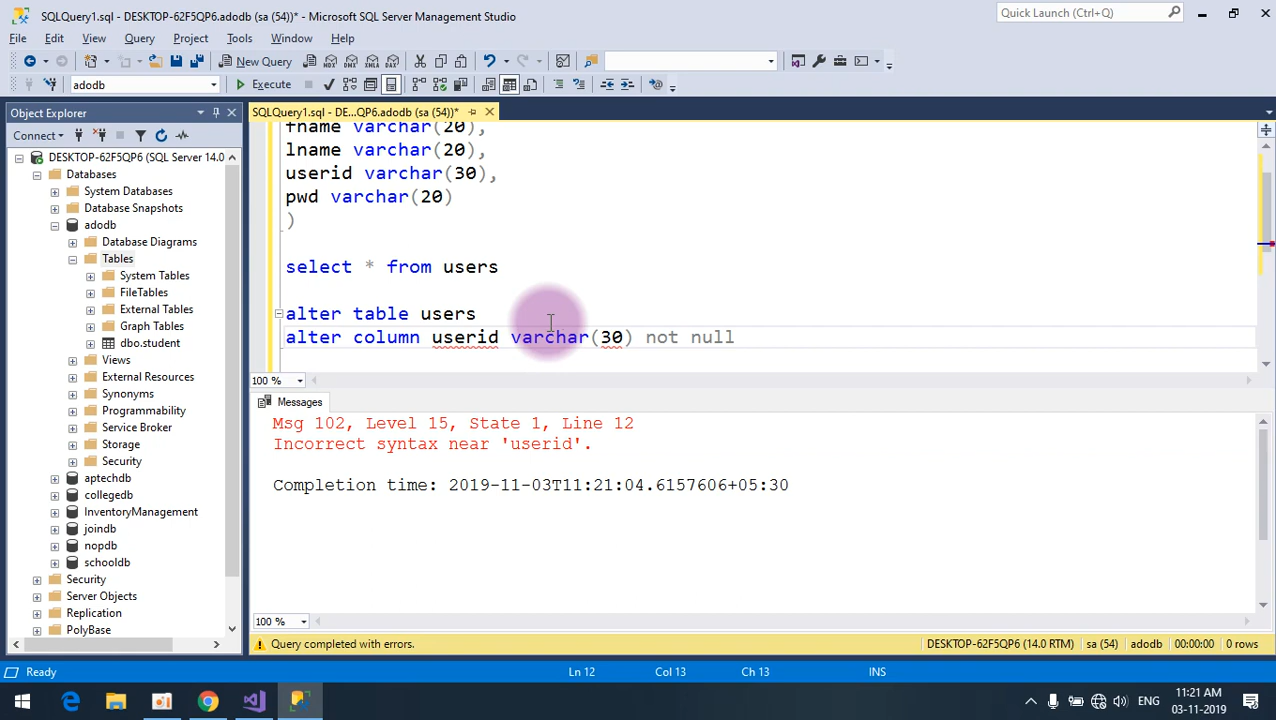 SQLQuery1.sql - DESKTOP-62F5QP6.adodb (sa (54))* - Microsoft SQL Server Management Studio
Quick Launch (Ctrl+Q)
File Edit View Query Project Tools Window Help
New Query
MDX DMX XMLA DAX
adodb
Execute
Object Explorer
SQLQuery1.sql - DE...QP6.adodb (sa (54))*
Connect
DESKTOP-62F5QP6 (SQL Server 14.0
Databases
System Databases
Database Snapshots
adodb
Database Diagrams
Tables
System Tables
FileTables
External Tables
Graph Tables
dbo.student
Views
External Resources
Synonyms
Programmability
Service Broker
Storage
Security
aptechdb
collegedb
InventoryManagement
joindb
nopdb
schooldb
Security
Server Objects
Replication
Management
PolyBase
fname varchar(20),
lname varchar(20),
userid varchar(30),
pwd varchar(20)
)
select * from users
alter table users
alter column userid varchar(30) not null
100 %
Messages
Msg 102, Level 15, State 1, Line 12
Incorrect syntax near 'userid'.
Completion time: 2019-11-03T11:21:04.6157606+05:30
100 %
Query completed with errors.
DESKTOP-62F5QP6 (14.0 RTM) sa (54) adodb 00:00:00 0 rows
Ready
Ln 12
Col 13
Ch 13
INS
ENG
11:21 AM
03-11-2019